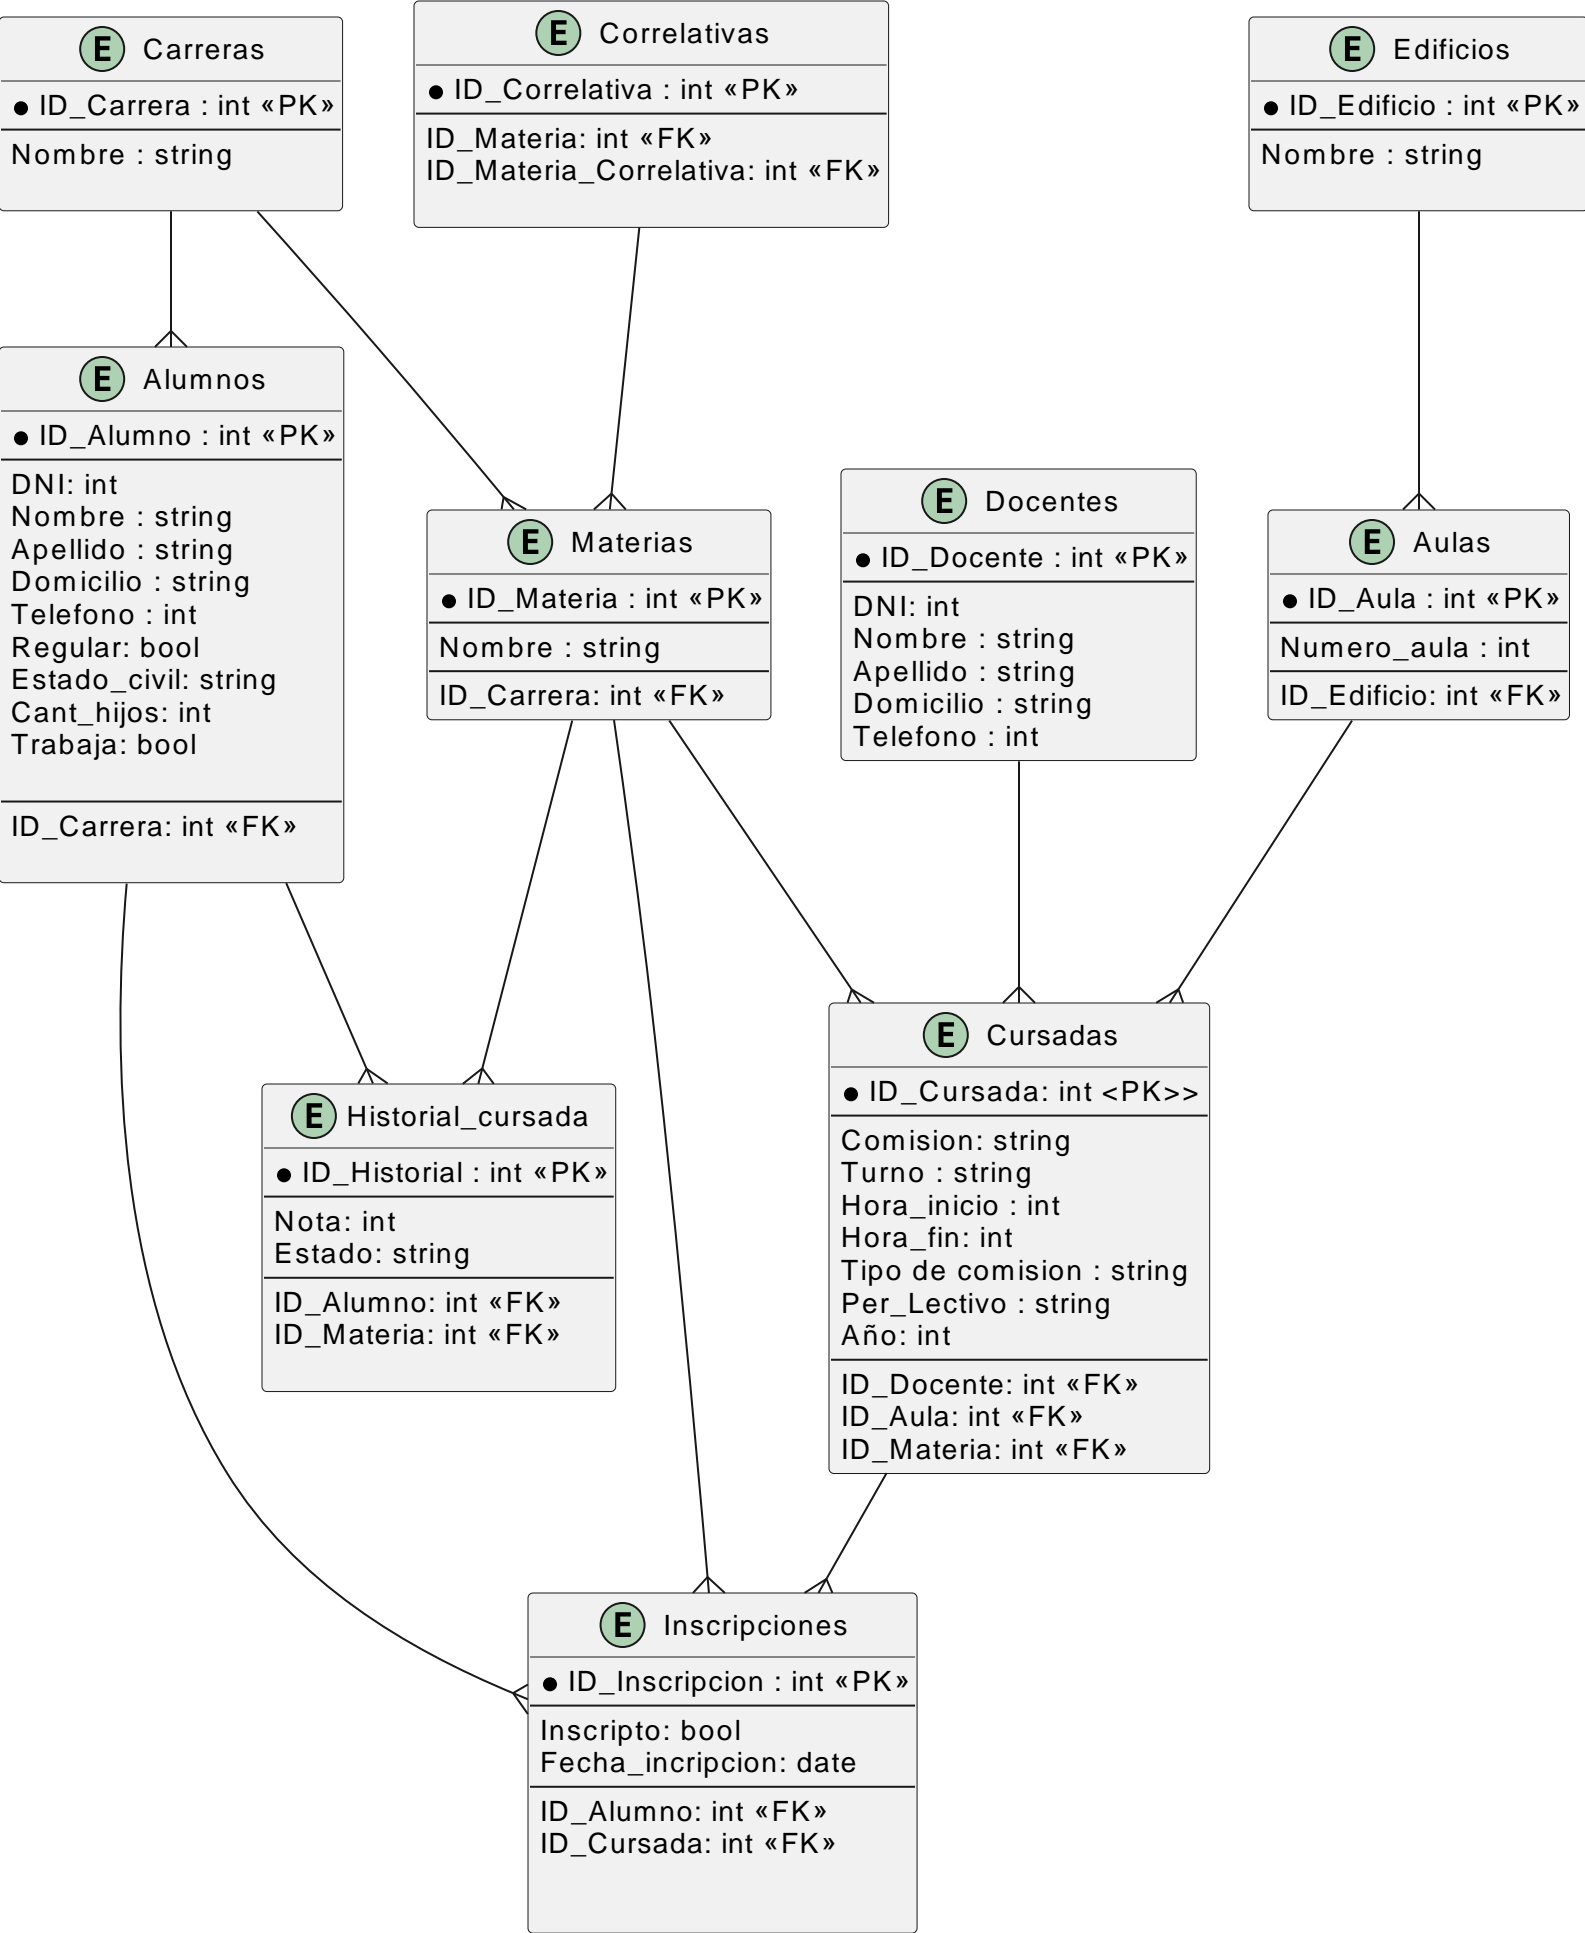 E Carreras
ID_Carrera : int «PK»
Nombre : string
E Correlativas
ID_Correlativa : int «PK»
ID_Materia: int «FK»
ID_Materia_Correlativa: int «FK»
E Edificios
ID_Edificio : int «PK»
Nombre : string
E Alumnos
ID_Alumno : int «PK»
DNI: int
Nombre : string
Apellido : string
Domicilio : string
Telefono : int
Regular: bool
Estado_civil: string
Cant_hijos: int
Trabaja: bool
ID_Carrera: int «FK»
E Materias
ID_Materia : int «PK»
Nombre : string
ID_Carrera: int «FK»
E Docentes
ID_Docente : int «PK»
DNI: int
Nombre : string
Apellido : string
Domicilio : string
Telefono : int
E Aulas
ID_Aula : int «PK»
Numero_aula : int
ID_Edificio: int «FK»
E Historial_cursada
ID_Historial : int «PK»
Nota: int
Estado: string
ID_Alumno: int «FK»
ID_Materia: int «FK»
E Cursadas
ID_Cursada: int <PK>>
Comision: string
Turno : string
Hora_inicio : int
Hora_fin: int
Tipo de comision : string
Per_Lectivo : string
Año: int
ID_Docente: int «FK»
ID_Aula: int «FK»
ID_Materia: int «FK»
E Inscripciones
ID_Inscripcion : int «PK»
Inscripto: bool
Fecha_incripcion: date
ID_Alumno: int «FK»
ID_Cursada: int «FK»